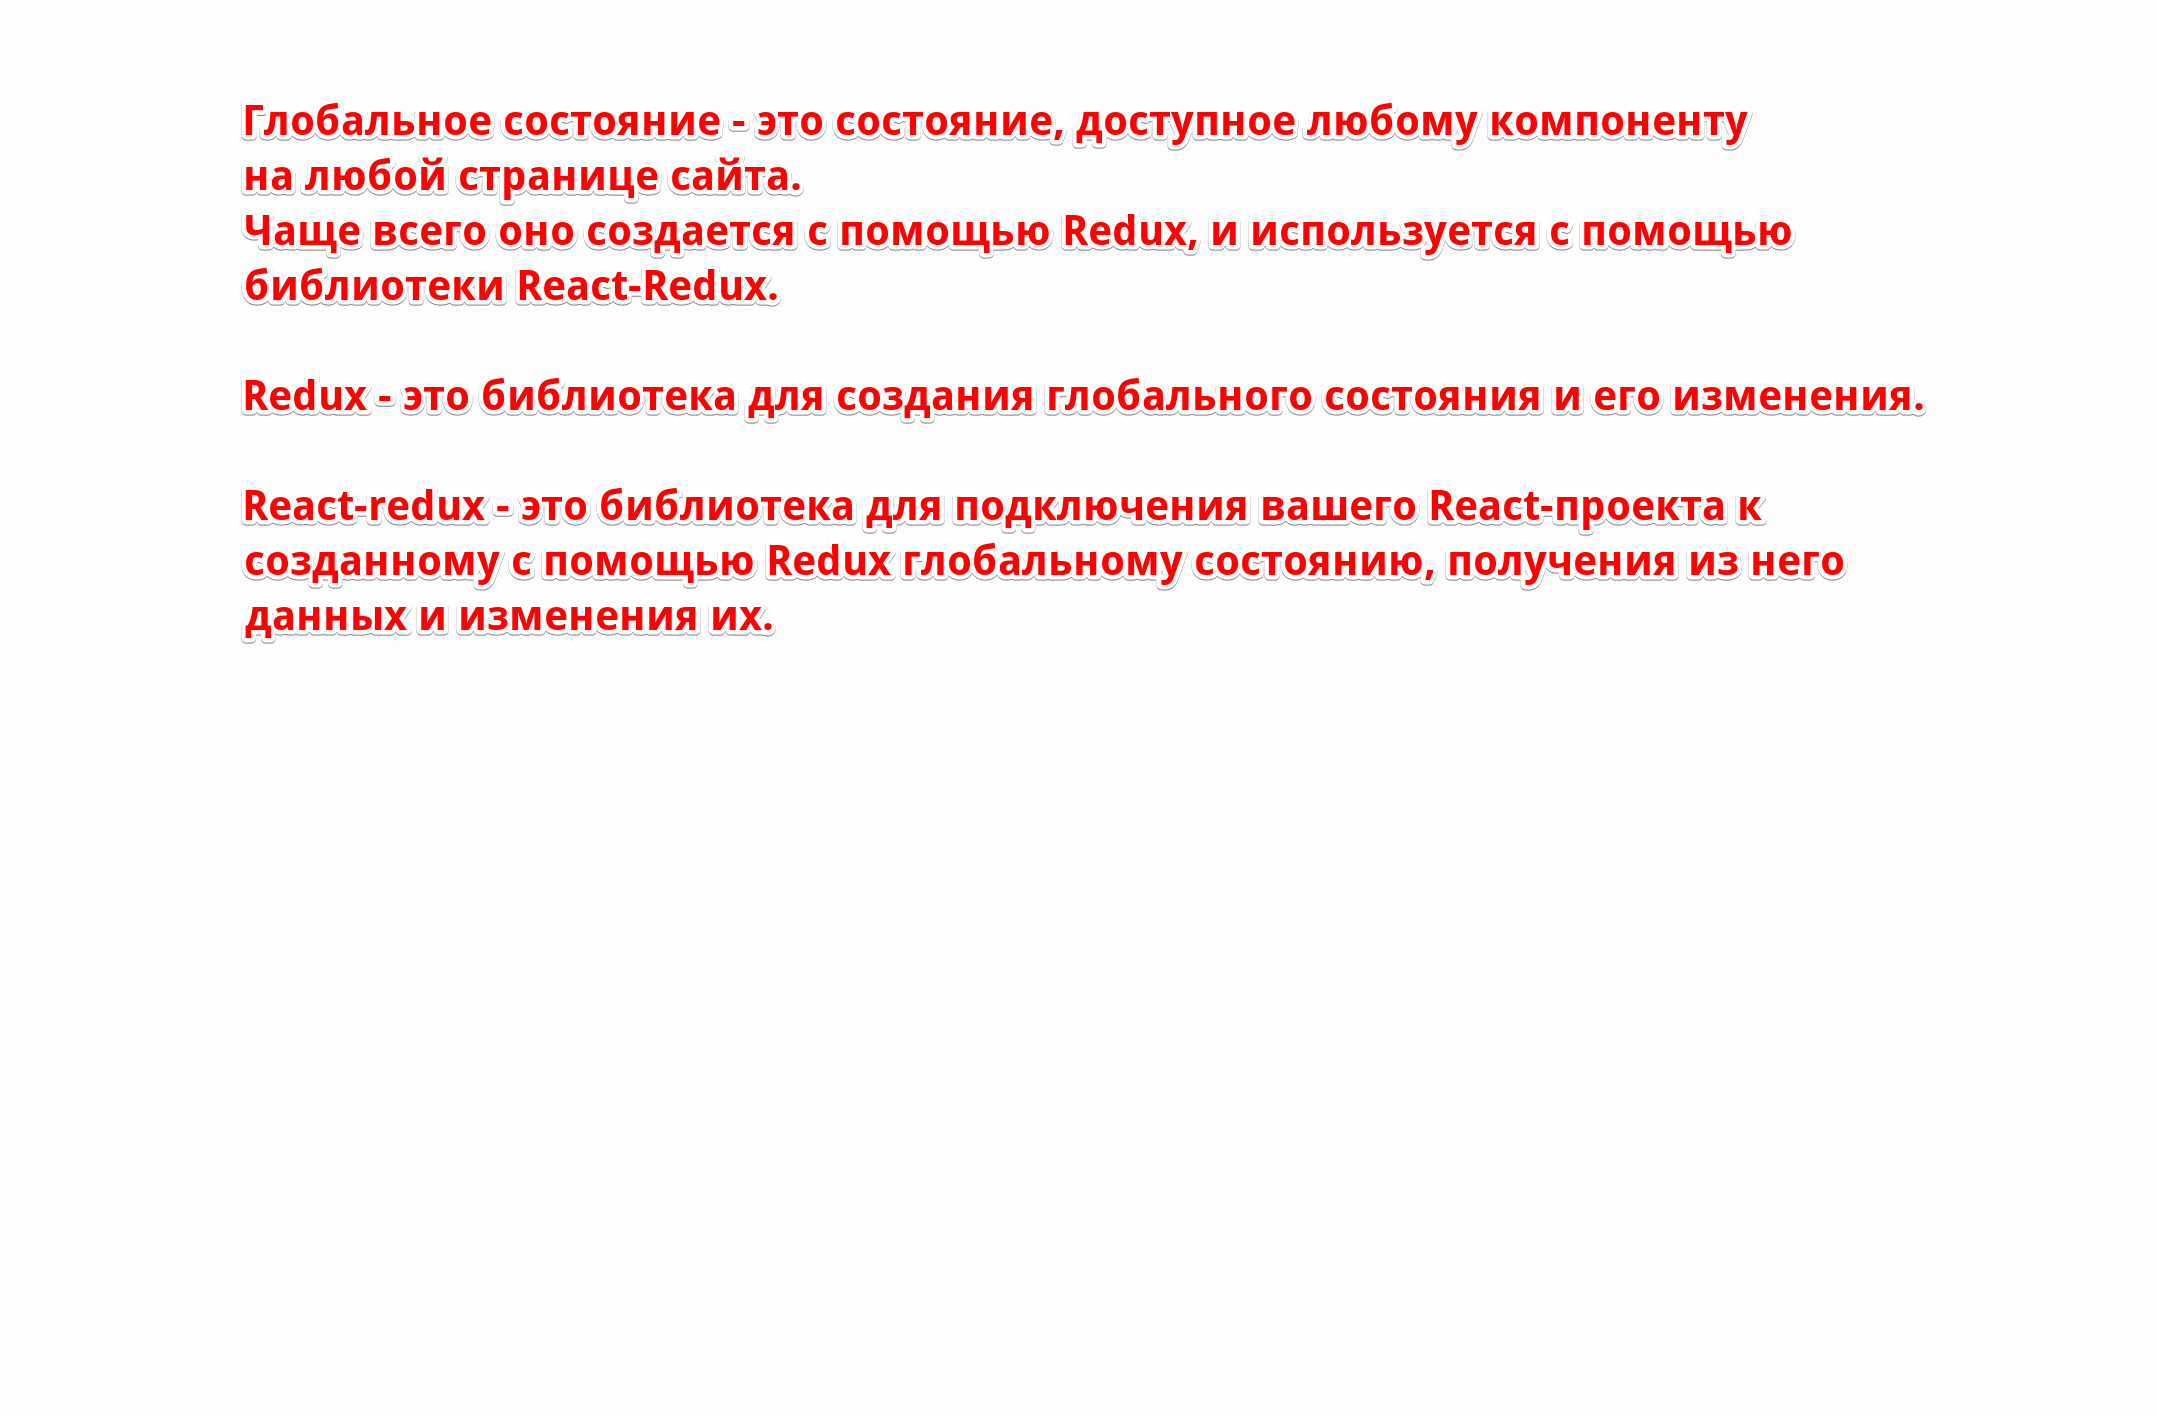 Глобальное состояние - это состояние, доступное любому компоненту
на любой странице сайта.
Чаще всего оно создается с помощью Redux, и используется с помощью
библиотеки React-Redux.
Redux - это библиотека для создания глобального состояния и его изменения.
React-redux - это библиотека для подключения вашего React-проекта к
созданному с помощью Redux глобальному состоянию, получения из него
данных и изменения их.